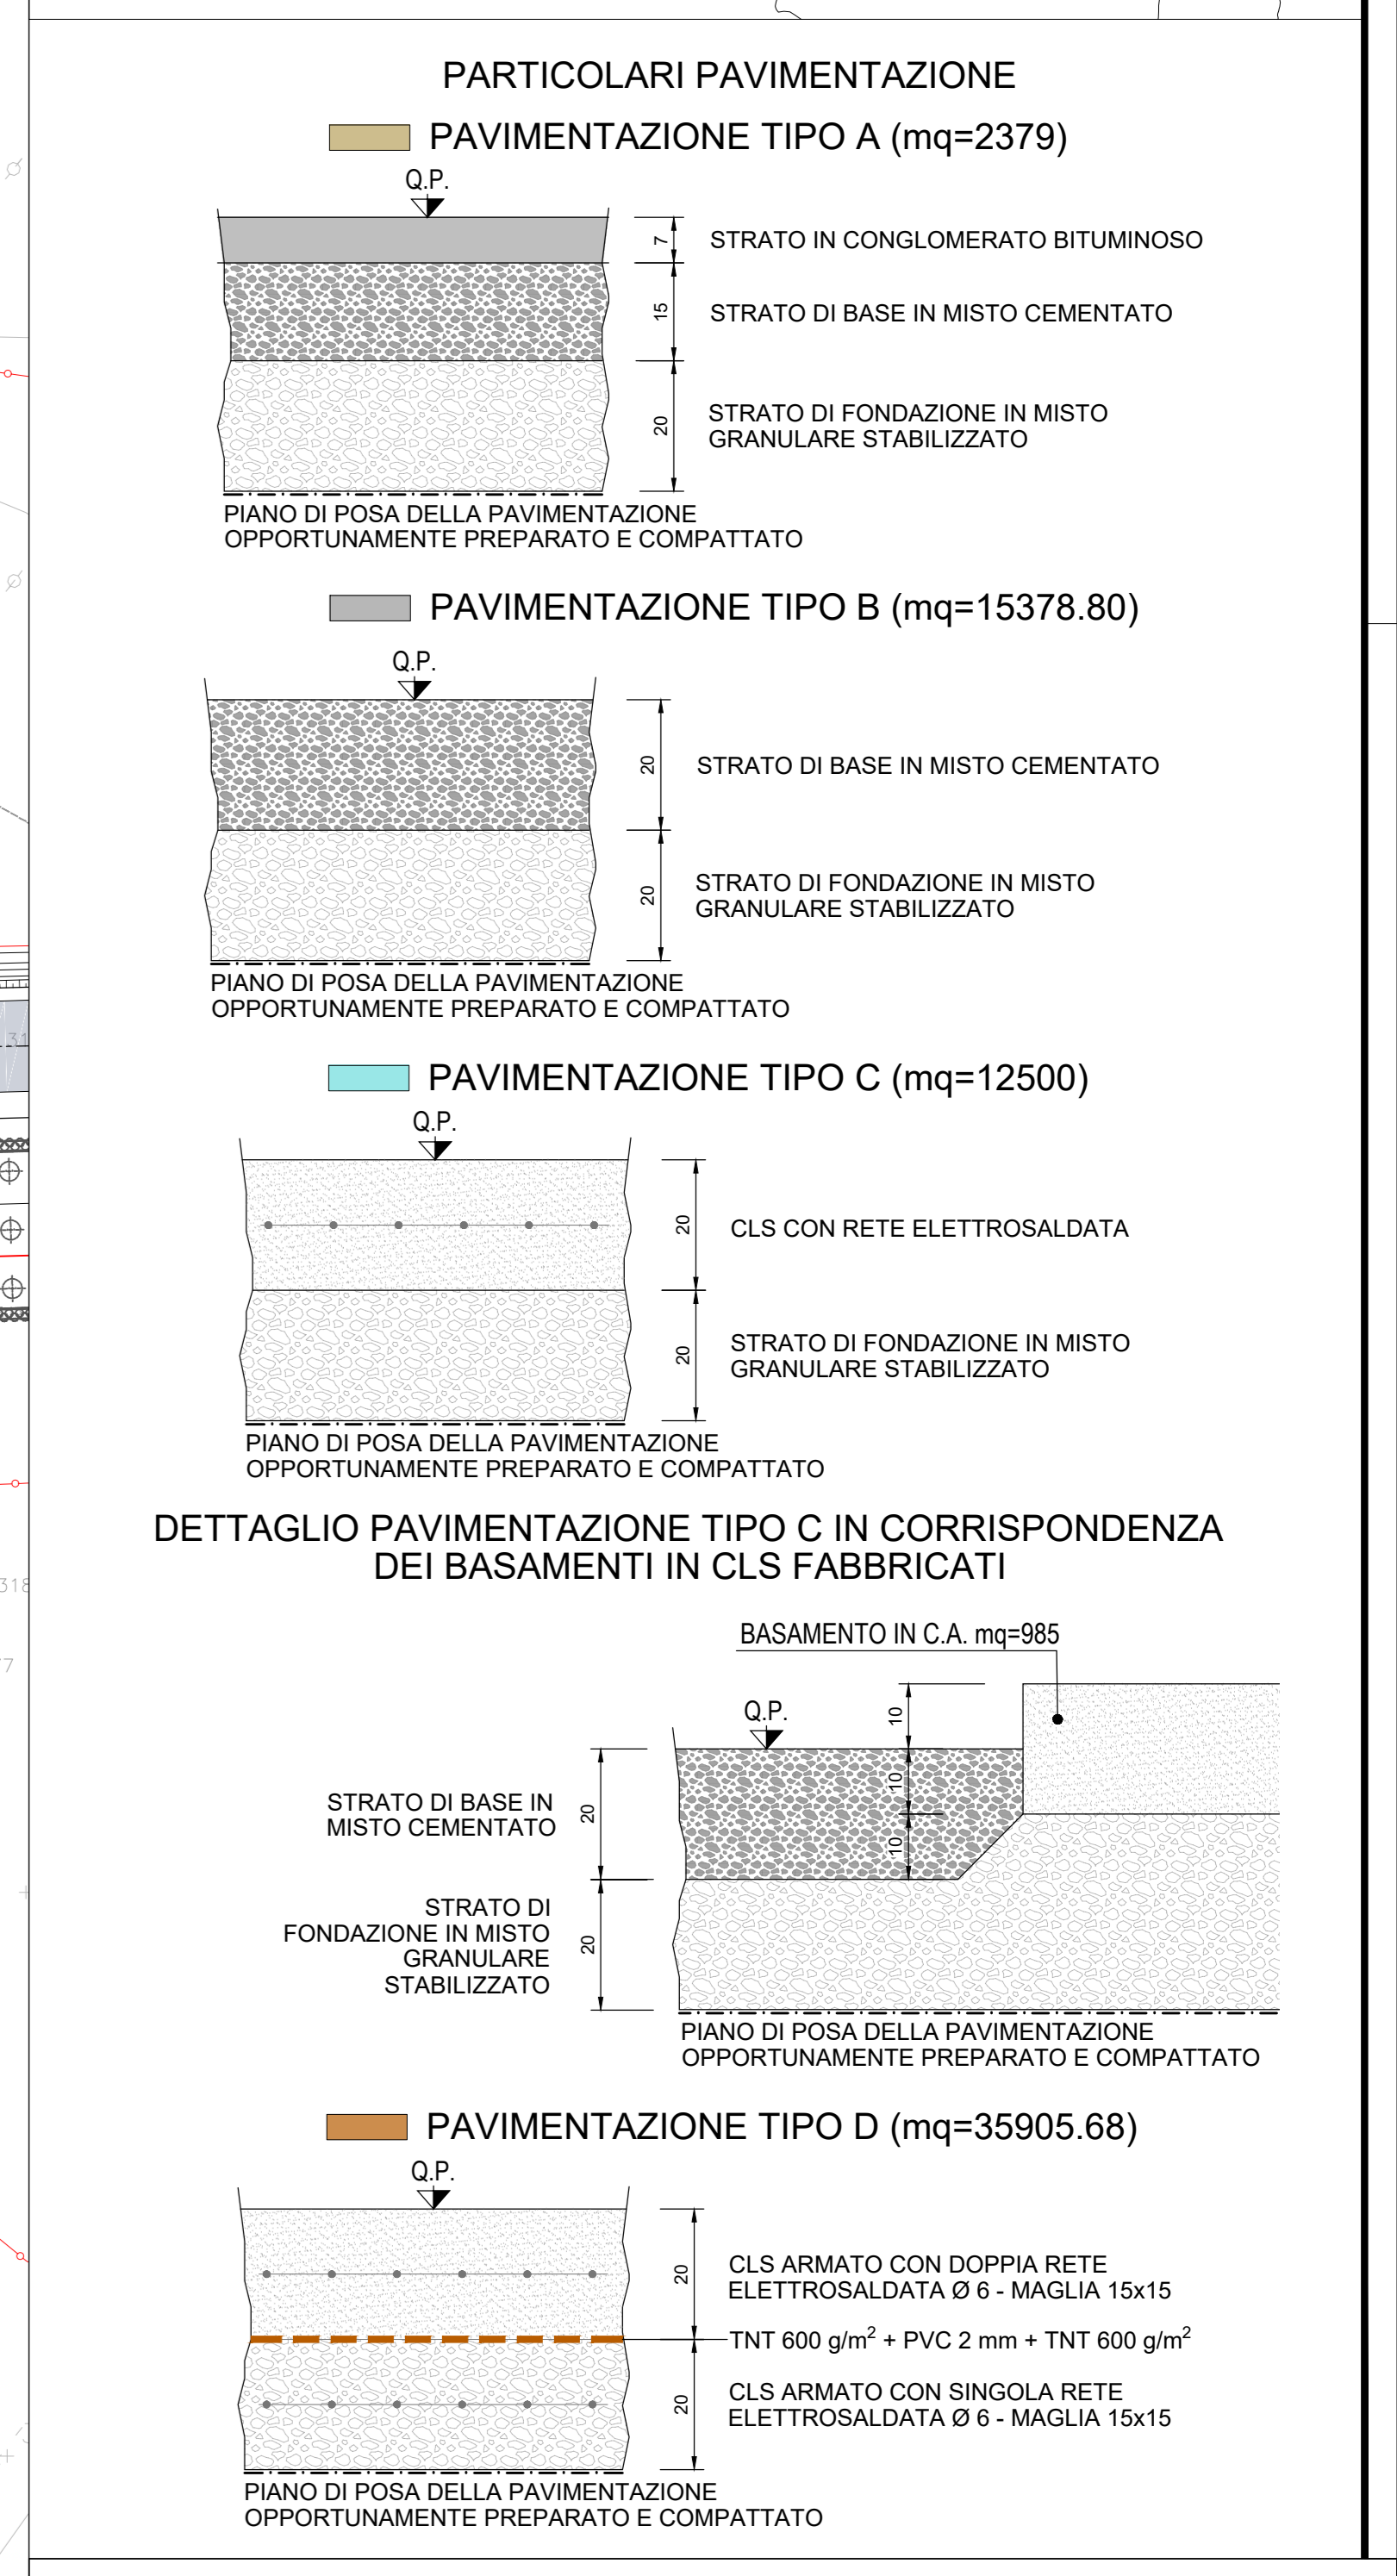 PARTICOLARI PAVIMENTAZIONE
PAVIMENTAZIONE TIPO A (mq=2379)
Q.P.
7
STRATO IN CONGLOMERATO BITUMINOSO
15
STRATO DI BASE IN MISTO CEMENTATO
20
STRATO DI FONDAZIONE IN MISTO
GRANULARE STABILIZZATO
PIANO DI POSA DELLA PAVIMENTAZIONE
OPPORTUNAMENTE PREPARATO E COMPATTATO
PAVIMENTAZIONE TIPO B (mq=15378.80)
Q.P.
20
STRATO DI BASE IN MISTO CEMENTATO
20
STRATO DI FONDAZIONE IN MISTO
GRANULARE STABILIZZATO
PIANO DI POSA DELLA PAVIMENTAZIONE
OPPORTUNAMENTE PREPARATO E COMPATTATO
31
PAVIMENTAZIONE TIPO C (mq=12500)
Q.P.
20
CLS CON RETE ELETTROSALDATA
20
STRATO DI FONDAZIONE IN MISTO
GRANULARE STABILIZZATO
PIANO DI POSA DELLA PAVIMENTAZIONE
OPPORTUNAMENTE PREPARATO E COMPATTATO
DETTAGLIO PAVIMENTAZIONE TIPO C IN CORRISPONDENZA
DEI BASAMENTI IN CLS FABBRICATI
318
BASAMENTO IN C.A. mq=985
7
Q.P.
10
10
10
20
STRATO DI BASE IN
MISTO CEMENTATO
20
STRATO DI
FONDAZIONE IN MISTO
GRANULARE
STABILIZZATO
PIANO DI POSA DELLA PAVIMENTAZIONE
OPPORTUNAMENTE PREPARATO E COMPATTATO
PAVIMENTAZIONE TIPO D (mq=35905.68)
Q.P.
20
CLS ARMATO CON DOPPIA RETE
ELETTROSALDATA Ø 6 - MAGLIA 15x15
TNT 600 g/m² + PVC 2 mm + TNT 600 g/m²
20
CLS ARMATO CON SINGOLA RETE
ELETTROSALDATA Ø 6 - MAGLIA 15x15
PIANO DI POSA DELLA PAVIMENTAZIONE
OPPORTUNAMENTE PREPARATO E COMPATTATO